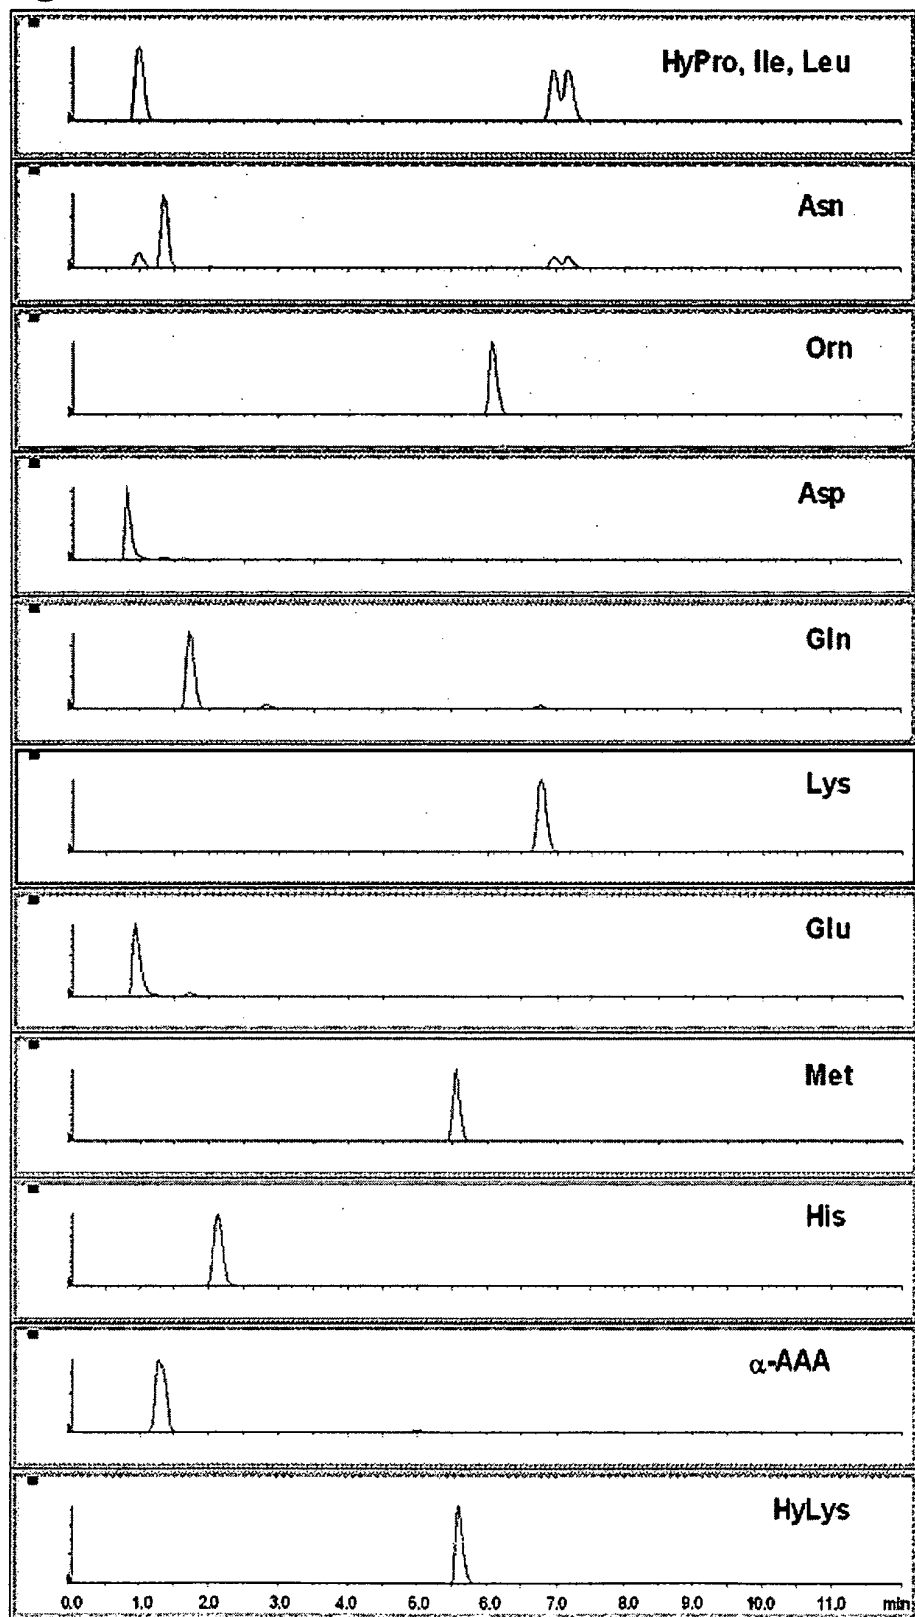 HyPro, Ile, Leu
Asn
Orn
Asp
Gln
Lys
Glu
Met
His
α-AAA
HyLys
0.0 1.0 2.0 3.0 4.0 5.0 6.0 7.0 8.0 9.0 10.0 11.0 min